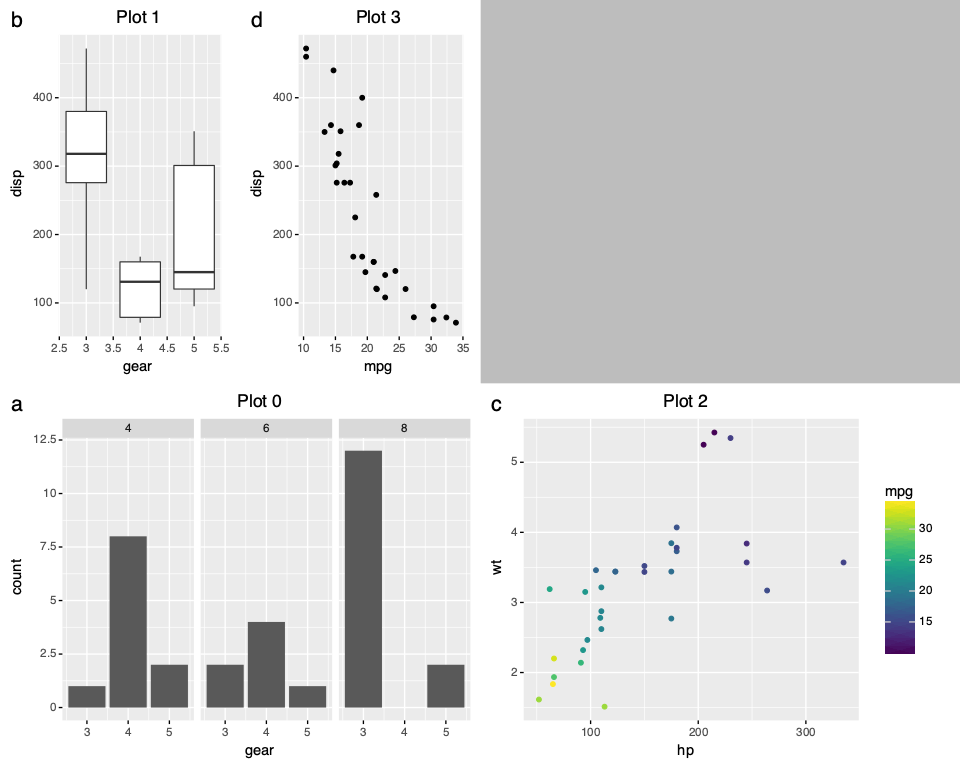 b Plot 1
disp
400
300
200
100
2.5 3 3.5 4 4.5 5 5.5
gear
d Plot 3
disp
400
300
200
100
10 15 20 25 30 35
mpg
a Plot 0
4 6 8
count
12.5
10
7.5
5
2.5
0
3 4 5 3 4 5 3 4 5
gear
c Plot 2
wt
5
4
3
2
100 200 300
hp
mpg
30
25
20
15